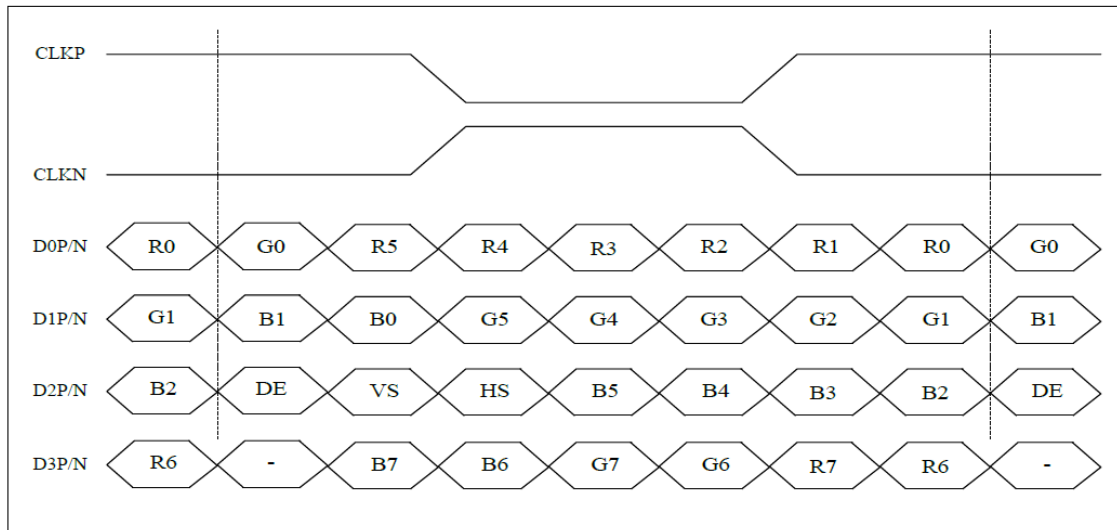 CLKP
CLKN
D0P/N R0 G0 R5 R4 R3 R2 R1 R0 G0
D1P/N G1 B1 B0 G5 G4 G3 G2 G1 B1
D2P/N B2 DE VS HS B5 B4 B3 B2 DE
D3P/N R6 - B7 B6 G7 G6 R7 R6 -